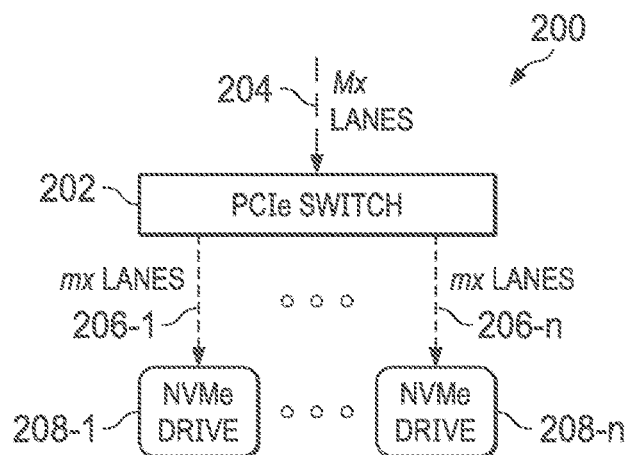 200
204
Mx
LANES
202
PCIe SWITCH
mx LANES
mx LANES
206-1
206-n
NVMe
DRIVE
NVMe
DRIVE
208-1
208-n